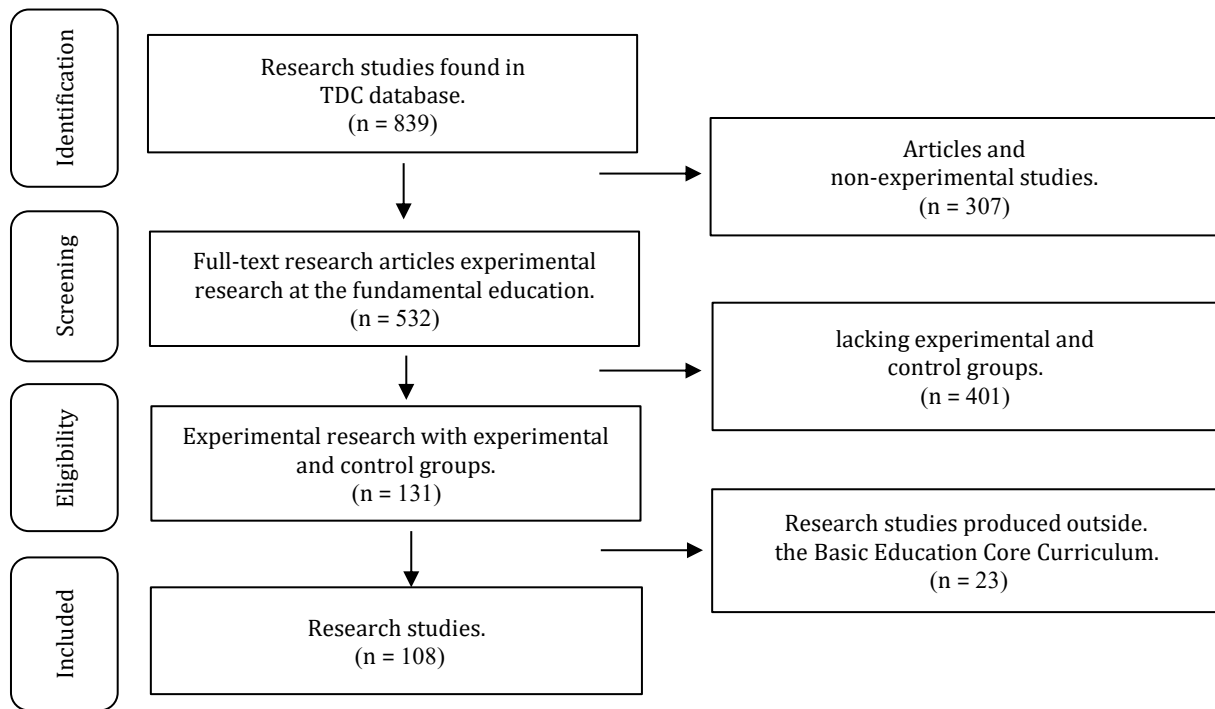 Identification
Research studies found in
TDC database.
(n = 839)
Articles and
non-experimental studies.
(n = 307)
Screening
Full-text research articles experimental
research at the fundamental education.
(n = 532)
lacking experimental and
control groups.
(n = 401)
Eligibility
Experimental research with experimental
and control groups.
(n = 131)
Research studies produced outside.
the Basic Education Core Curriculum.
(n = 23)
Included
Research studies.
(n = 108)